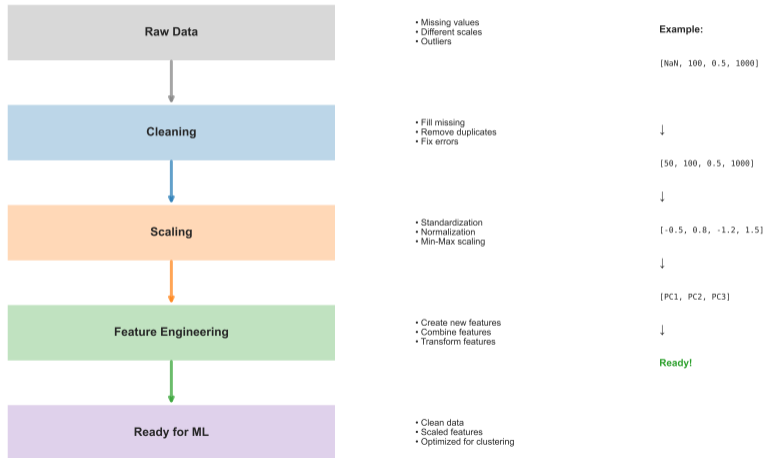 Raw Data
• Missing values
• Different scales
• Outliers
Cleaning
• Fill missing
• Remove duplicates
• Fix errors
Scaling
• Standardization
• Normalization
• Min-Max scaling
Feature Engineering
• Create new features
• Combine features
• Transform features
Ready for ML
• Clean data
• Scaled features
• Optimized for clustering
Example:
[NaN, 100, 0.5, 1000]
↓
[50, 100, 0.5, 1000]
↓
[-0.5, 0.8, -1.2, 1.5]
↓
[PC1, PC2, PC3]
↓
Ready!